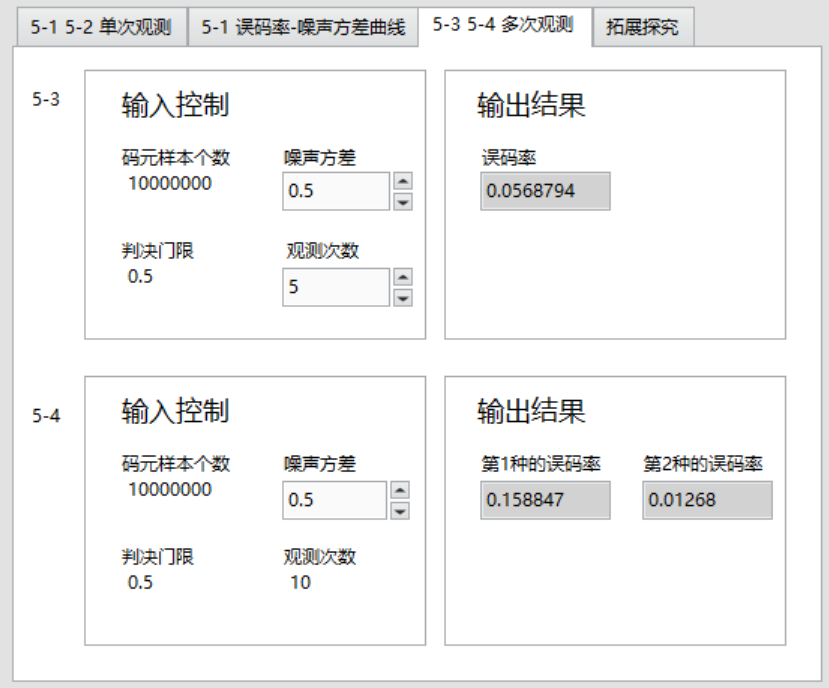 5-1 5-2 单次观测 5-1 误码率-噪声方差曲线 5-3 5-4 多次观测 拓展探究
5-3
输入控制
码元样本个数 噪声方差
10000000 0.5
判决门限 观测次数
0.5 5
输出结果
误码率
0.0568794
5-4
输入控制
码元样本个数 噪声方差
10000000 0.5
判决门限 观测次数
0.5 10
输出结果
第1种的误码率 第2种的误码率
0.158847 0.01268